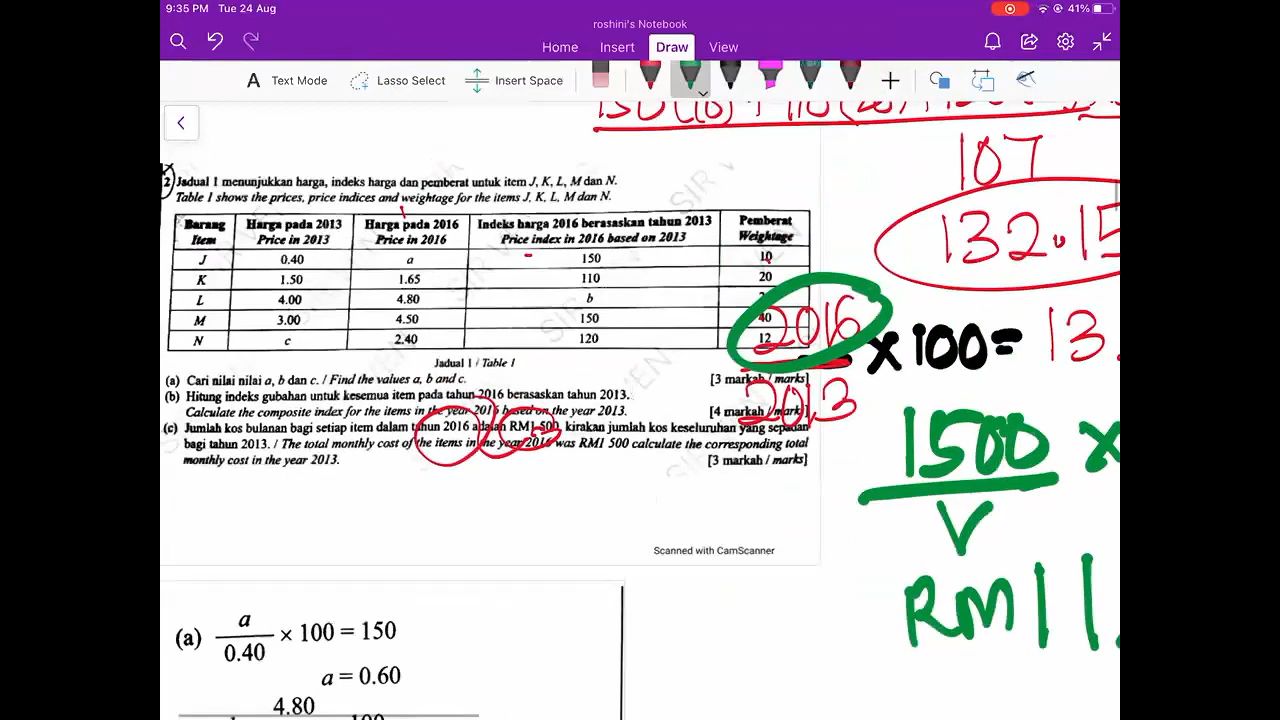 9:35 PM Tue 24 Aug
41%
roshini's Notebook
Home Insert Draw View
Text Mode Lasso Select Insert Space
107
132.15
2 Jadual 1 menunjukkan harga, indeks harga dan pemberat untuk item J, K, L, M dan N.
Table 1 shows the prices, price indices and weightage for the items J, K, L, M dan N.
Barang Harga pada 2013 Harga pada 2016 Indeks harga 2016 berasaskan tahun 2013 Pemberat
Item Price in 2013 Price in 2016 Price index in 2016 based on 2013 Weightage
J 0.40 a 150 10
K 1.50 1.65 110 20
L 4.00 4.80 b
M 3.00 4.50 150 40
N c 2.40 120 12
2016 × 100 = 13.
2013
Jadual 1 / Table 1
(a) Cari nilai nilai a, b dan c. / Find the values a, b and c. [3 markah / marks]
(b) Hitung indeks gubahan untuk kesemua item pada tahun 2016 berasaskan tahun 2013.
Calculate the composite index for the items in the year 2016 based on the year 2013. [4 markah / mark]
(c) Jumlah kos bulanan bagi setiap item dalam tahun 2016 adalah RM1 500, kirakan jumlah kos keseluruhan yang sepadan
bagi tahun 2013. / The total monthly cost of the items in the year 2016 was RM1 500 calculate the corresponding total
monthly cost in the year 2013. [3 markah / marks]
1500 ×
V
RM11
Scanned with CamScanner
(a) a × 100 = 150
0.40
a = 0.60
4.80